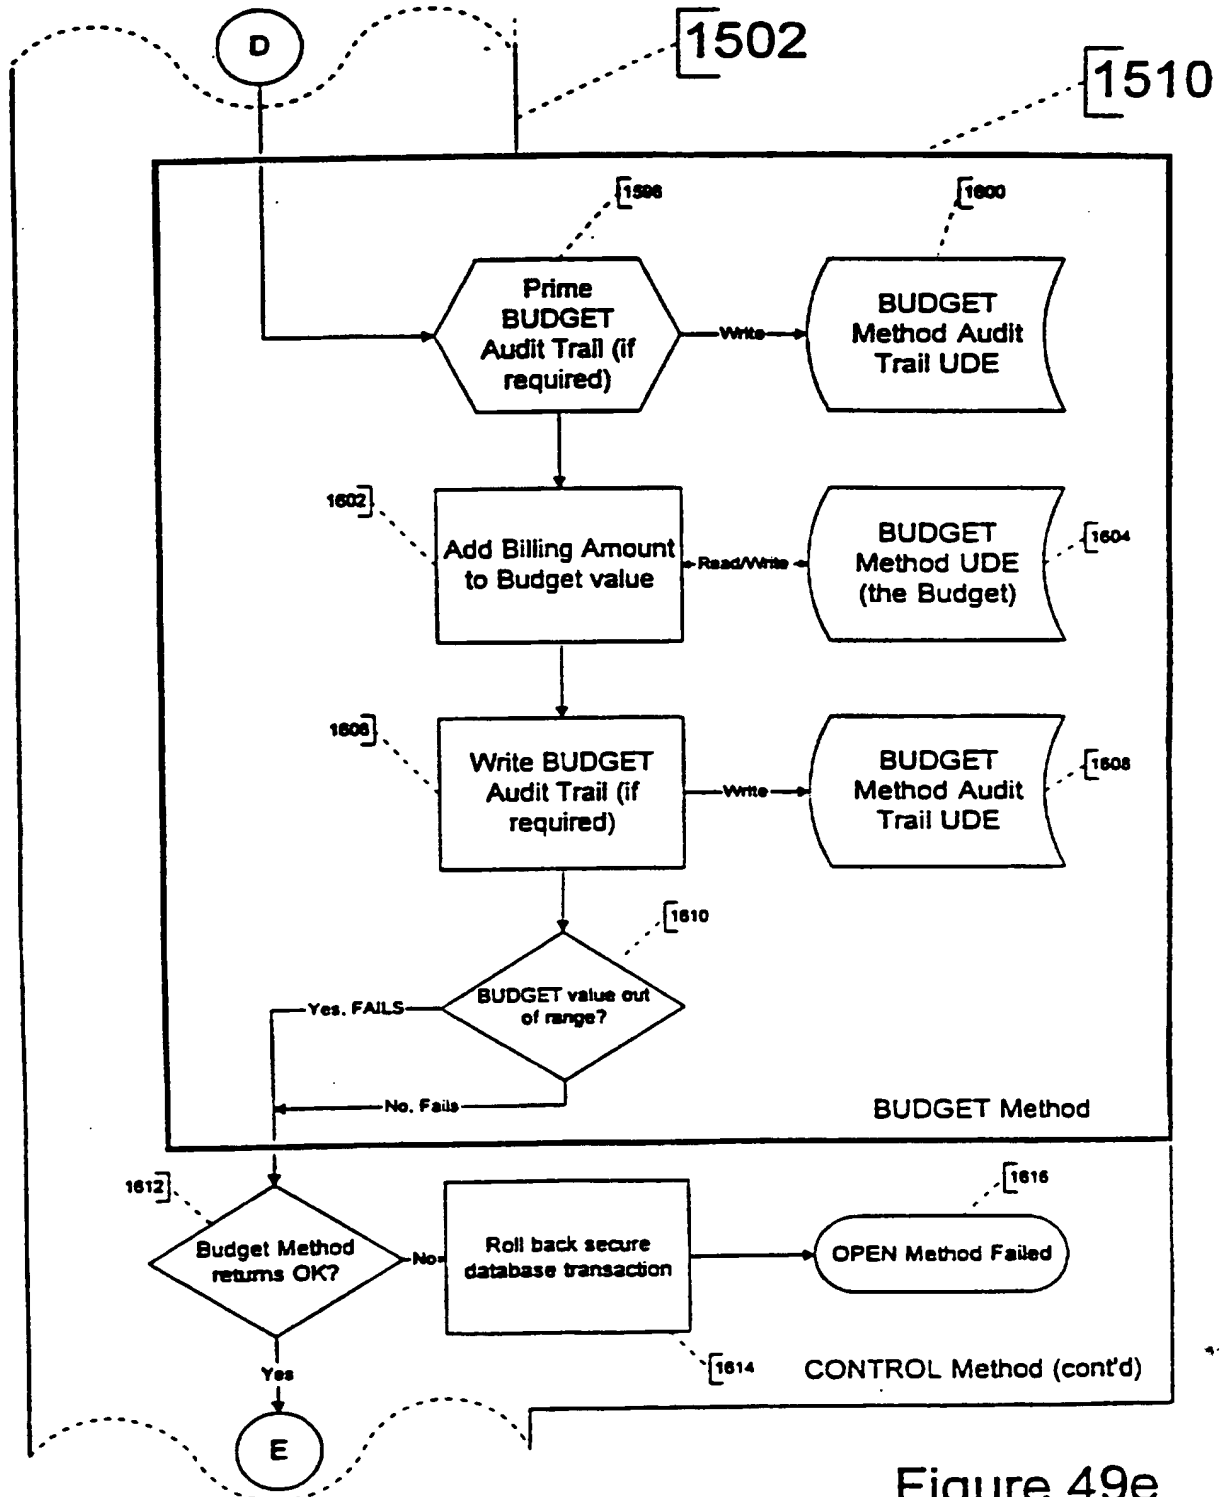 D
1502
1510
1598
1600
Prime
BUDGET
Audit Trail (if
required)
Write
BUDGET
Method Audit
Trail UDE
1602
Add Billing Amount
to Budget value
Read/Write
BUDGET
Method UDE
(the Budget)
1604
1606
Write BUDGET
Audit Trail (if
required)
Write
BUDGET
Method Audit
Trail UDE
1608
1610
BUDGET value out
of range?
Yes, FAILS
No, Fails
BUDGET Method
1612
Budget Method
returns OK?
No
Roll back secure
database transaction
1616
OPEN Method Failed
1614
CONTROL Method (cont'd)
Yes
E
Figure 49e